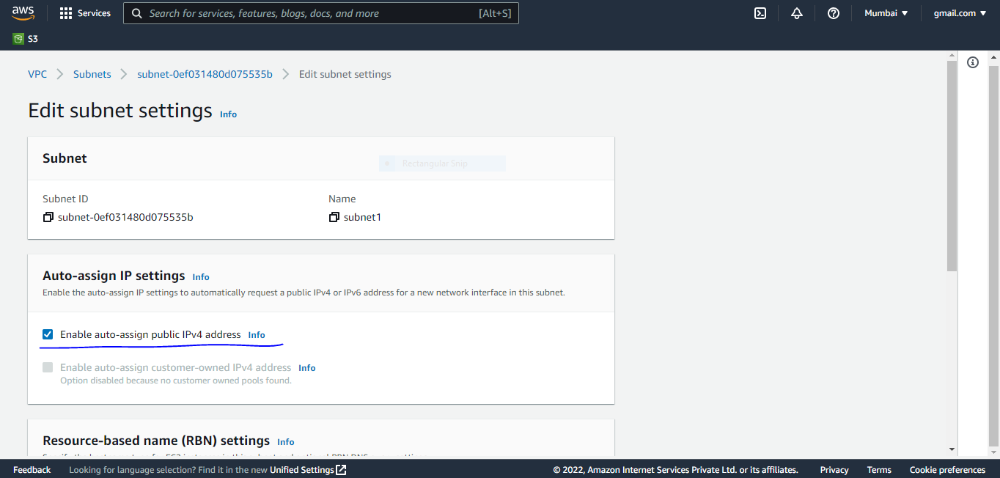 aws
Services
Search for services, features, blogs, docs, and more [Alt+S]
Mumbai
gmail.com
S3
VPC
Subnets
subnet-0ef031480d075535b
Edit subnet settings
Edit subnet settings Info
Subnet
Rectangular Snip
Subnet ID
subnet-0ef031480d075535b
Name
subnet1
Auto-assign IP settings Info
Enable the auto-assign IP settings to automatically request a public IPv4 or IPv6 address for a new network interface in this subnet.
Enable auto-assign public IPv4 address Info
Enable auto-assign customer-owned IPv4 address Info
Option disabled because no customer owned pools found.
Resource-based name (RBN) settings Info
Feedback
Looking for language selection? Find it in the new Unified Settings
© 2022, Amazon Internet Services Private Ltd. or its affiliates.
Privacy
Terms
Cookie preferences